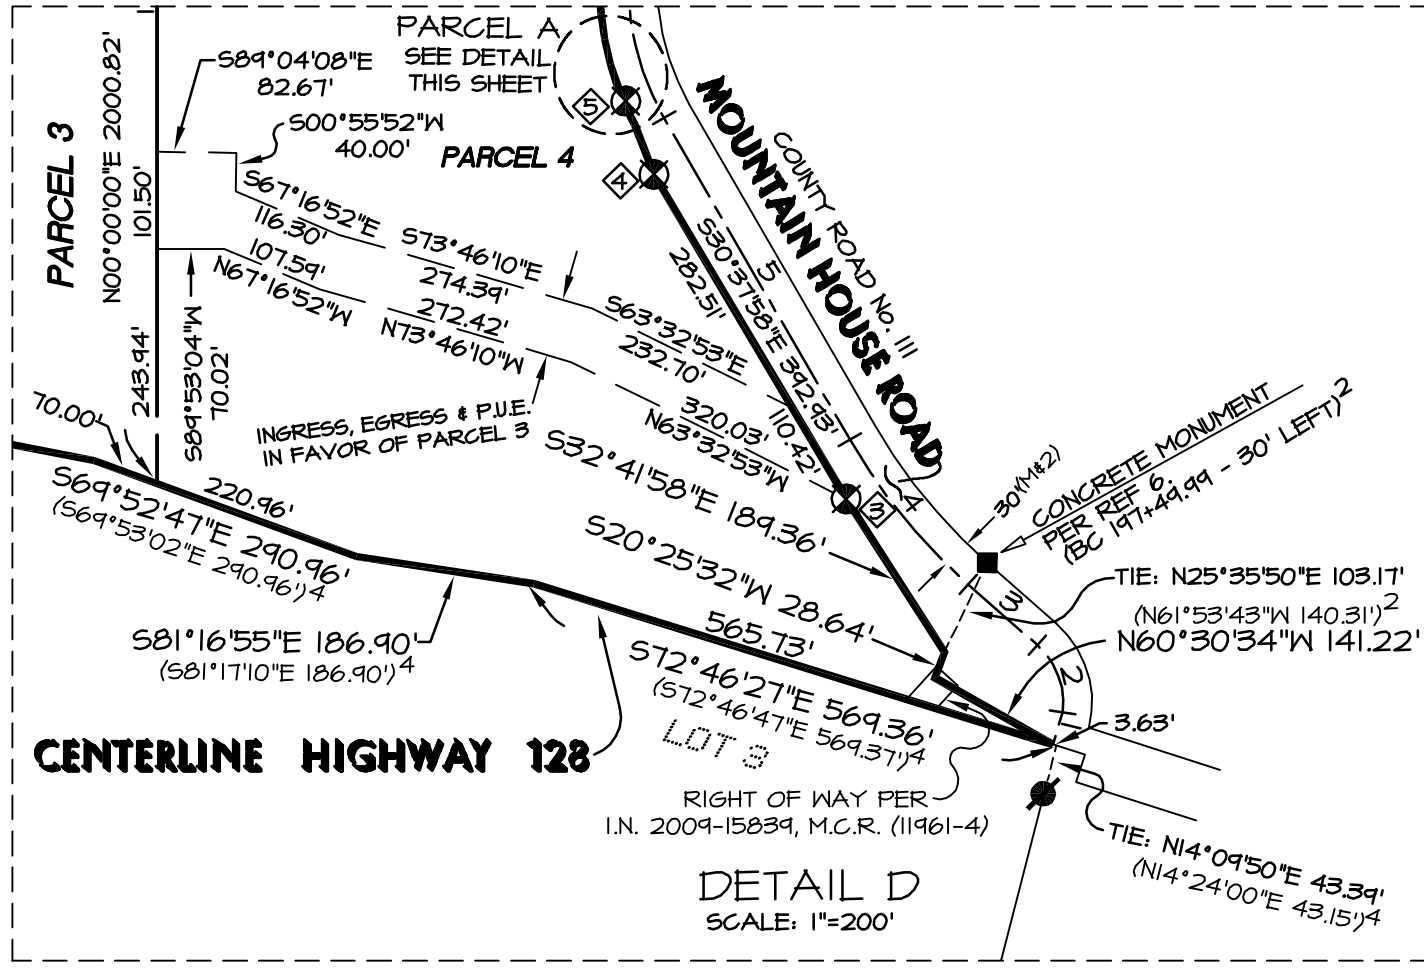 PARCEL A
SEE DETAIL
THIS SHEET
S89°04'08"E
82.67'
S00°55'52"W
40.00'
PARCEL 4
PARCEL 3
N00°00'00"E 2000.82'
101.50'
243.94'
5
4
3
S67°16'52"E
116.30'
107.59'
N67°16'52"W
S73°46'10"E
274.39'
272.42'
N73°46'10"W
S63°32'53"E
232.70'
320.03'
N63°32'53"W
110.42'
282.51'
S30°37'58"E 392.93'
5
4
3
2
MOUNTAIN HOUSE ROAD
COUNTY ROAD No. 111
S89°53'04"W
70.02'
INGRESS, EGRESS & P.U.E.
IN FAVOR OF PARCEL 3
70.00'
220.96'
S69°52'47"E 290.96'
(S69°53'02"E 290.96')4
S32°41'58"E 189.36'
S20°25'32"W 28.64'
30'(M&2)
CONCRETE MONUMENT
PER REF 6.
(BC 197+49.99 - 30' LEFT)2
TIE: N25°35'50"E 103.17'
(N61°53'43"W 140.31')2
N60°30'34"W 141.22'
S81°16'55"E 186.90'
(S81°17'10"E 186.90')4
565.73'
S72°46'27"E 569.36'
(S72°46'47"E 569.37')4
3.63'
LOT 3
CENTERLINE HIGHWAY 128
RIGHT OF WAY PER
I.N. 2009-15839, M.C.R. (11961-4)
TIE: N14°09'50"E 43.39'
(N14°24'00"E 43.15')4
DETAIL D
SCALE: 1"=200'